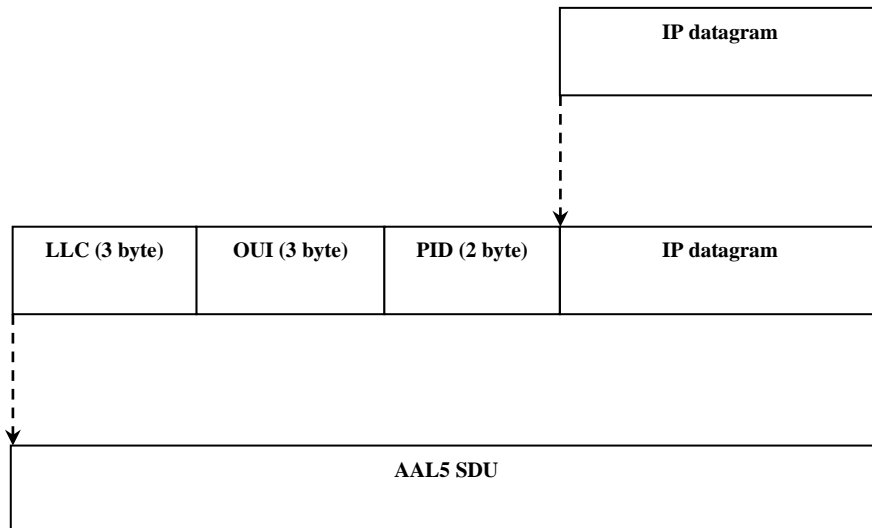 IP datagram
LLC (3 byte) OUI (3 byte) PID (2 byte) IP datagram
AAL5 SDU